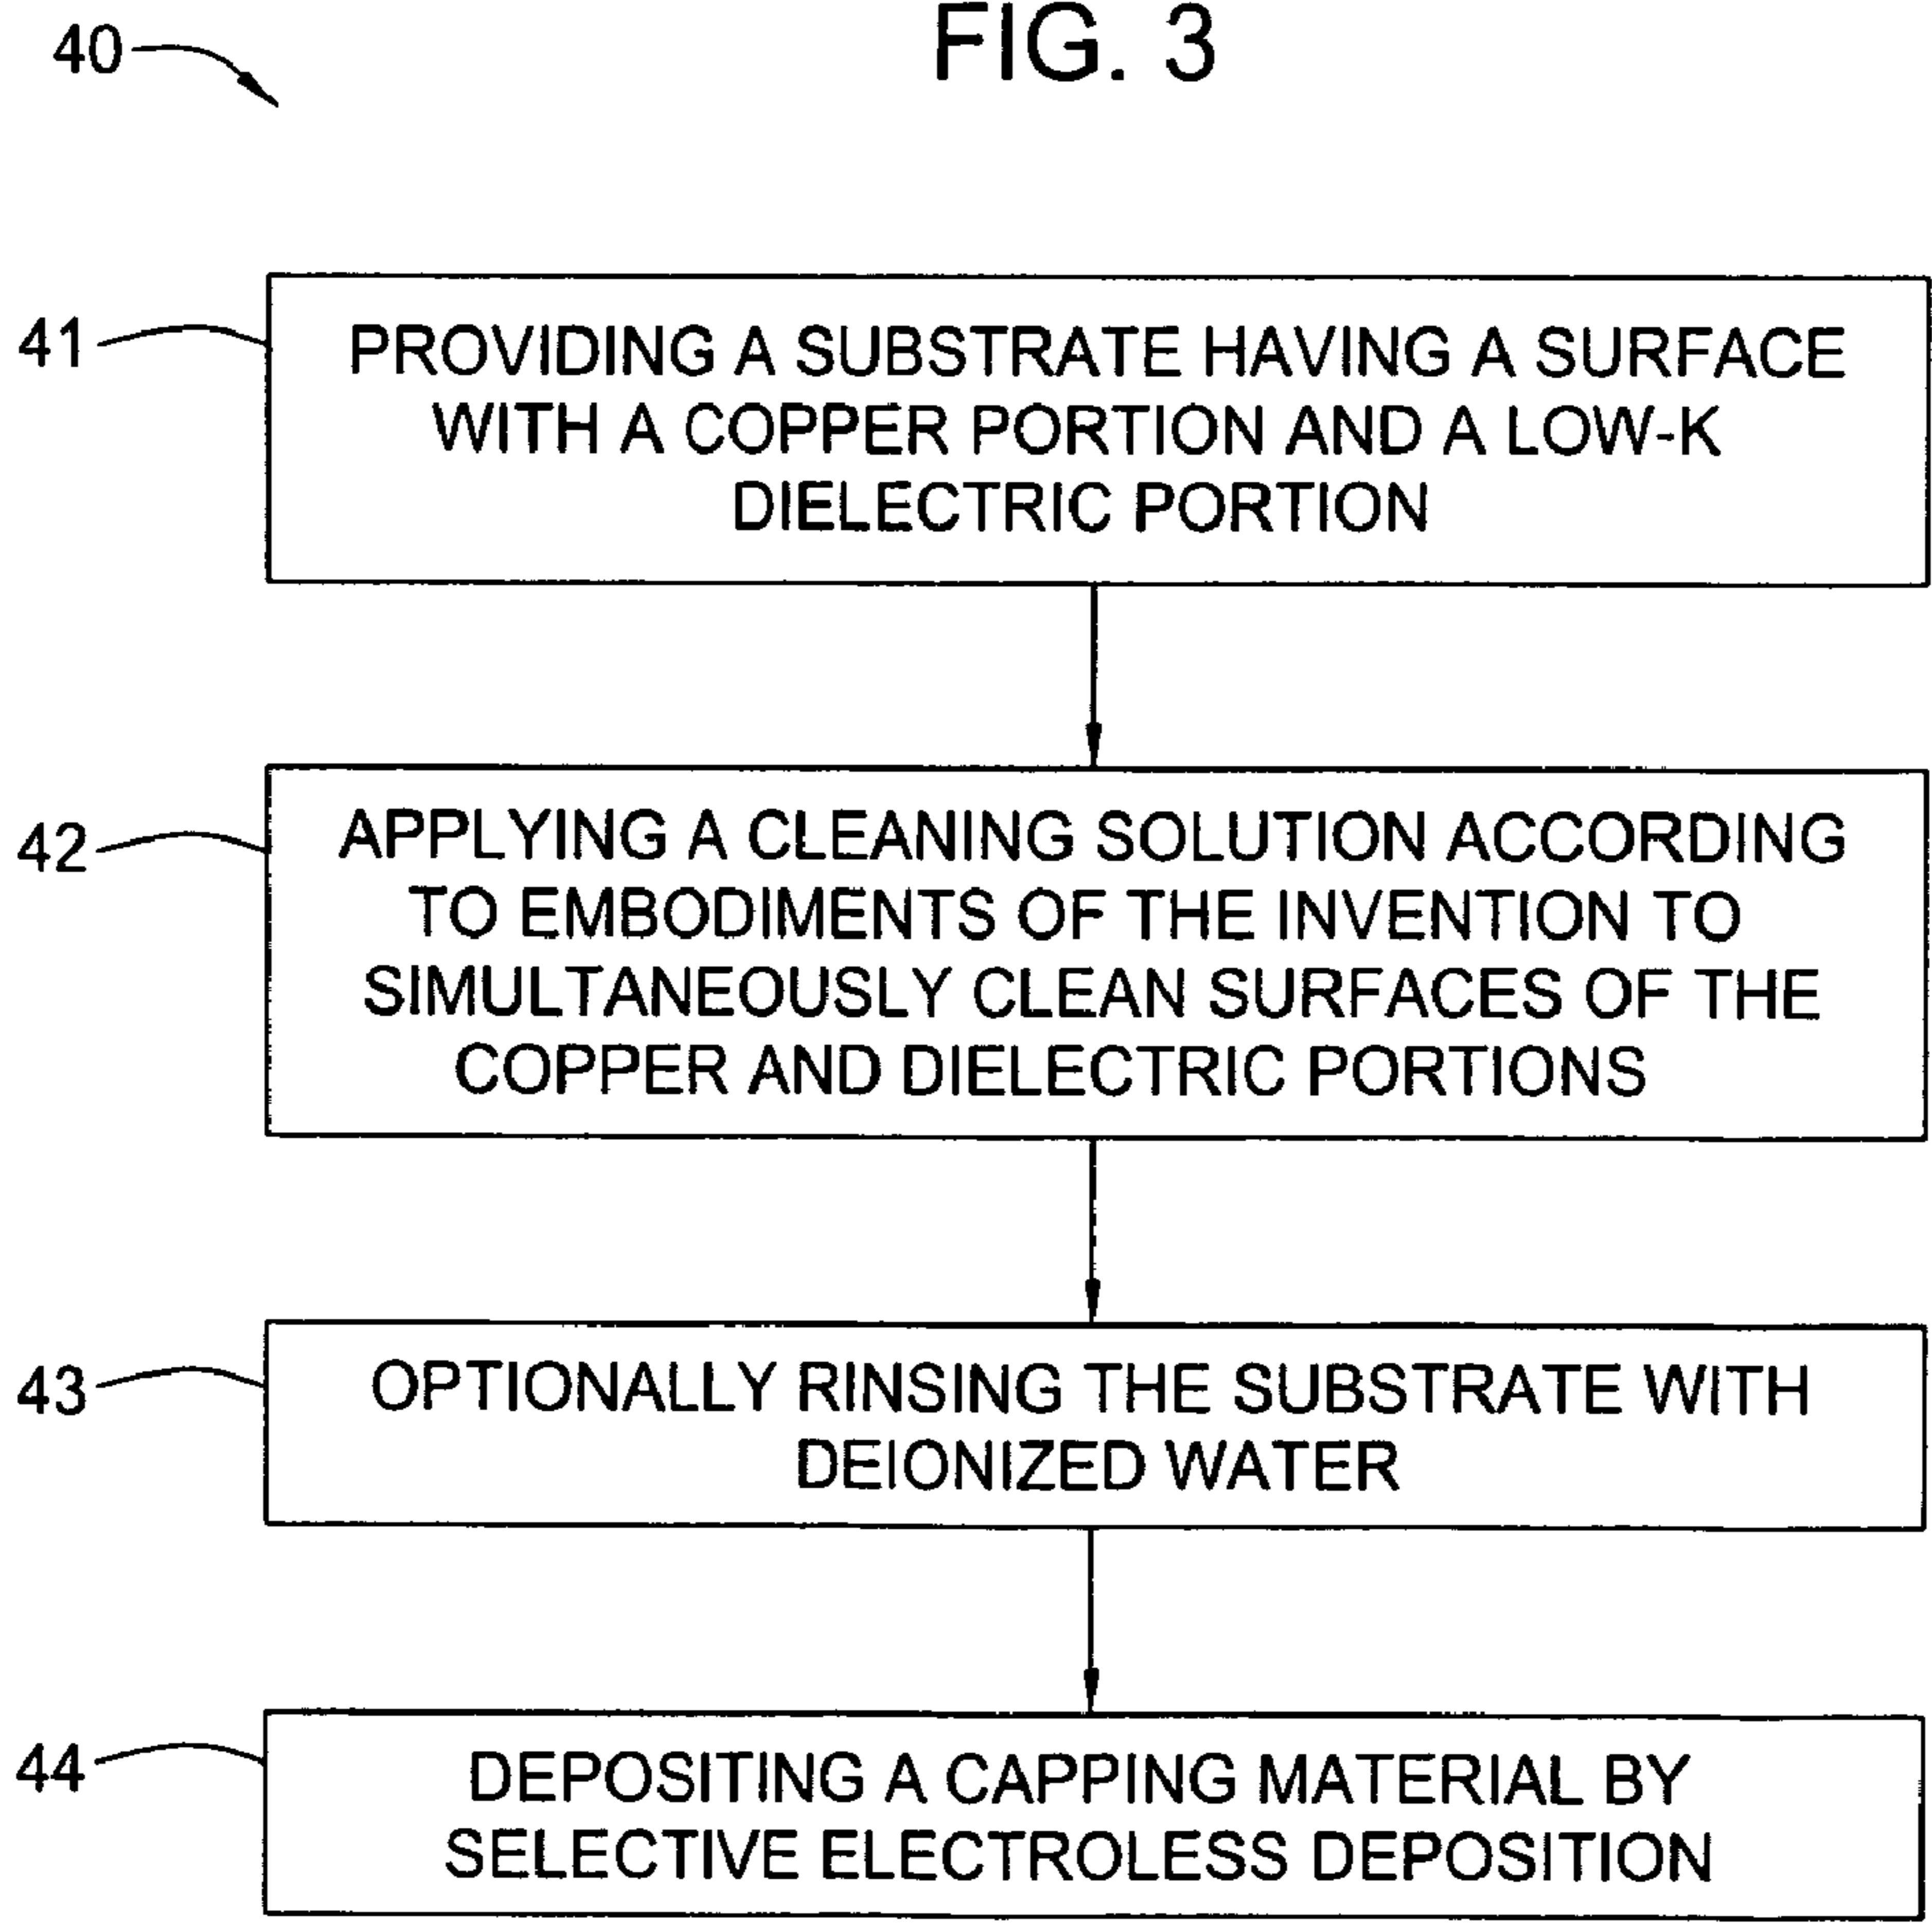 FIG. 3
40
41
PROVIDING A SUBSTRATE HAVING A SURFACE
WITH A COPPER PORTION AND A LOW-K
DIELECTRIC PORTION
42
APPLYING A CLEANING SOLUTION ACCORDING
TO EMBODIMENTS OF THE INVENTION TO
SIMULTANEOUSLY CLEAN SURFACES OF THE
COPPER AND DIELECTRIC PORTIONS
43
OPTIONALLY RINSING THE SUBSTRATE WITH
DEIONIZED WATER
44
DEPOSITING A CAPPING MATERIAL BY
SELECTIVE ELECTROLESS DEPOSITION